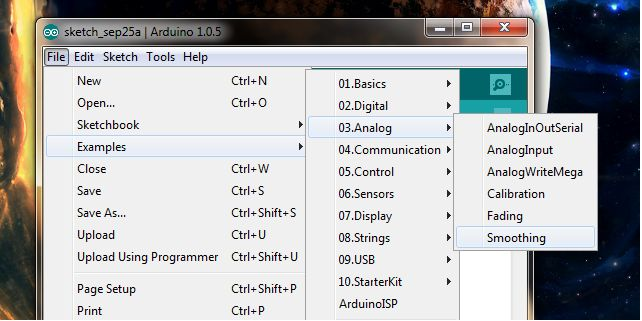 sketch_sep25a | Arduino 1.0.5
File Edit Sketch Tools Help
New Ctrl+N
Open... Ctrl+O
Sketchbook
Examples
Close Ctrl+W
Save Ctrl+S
Save As... Ctrl+Shift+S
Upload Ctrl+U
Upload Using Programmer Ctrl+Shift+U
Page Setup Ctrl+Shift+P
Print Ctrl+P
01.Basics
02.Digital
03.Analog
04.Communication
05.Control
06.Sensors
07.Display
08.Strings
09.USB
10.StarterKit
ArduinoISP
AnalogInOutSerial
AnalogInput
AnalogWriteMega
Calibration
Fading
Smoothing